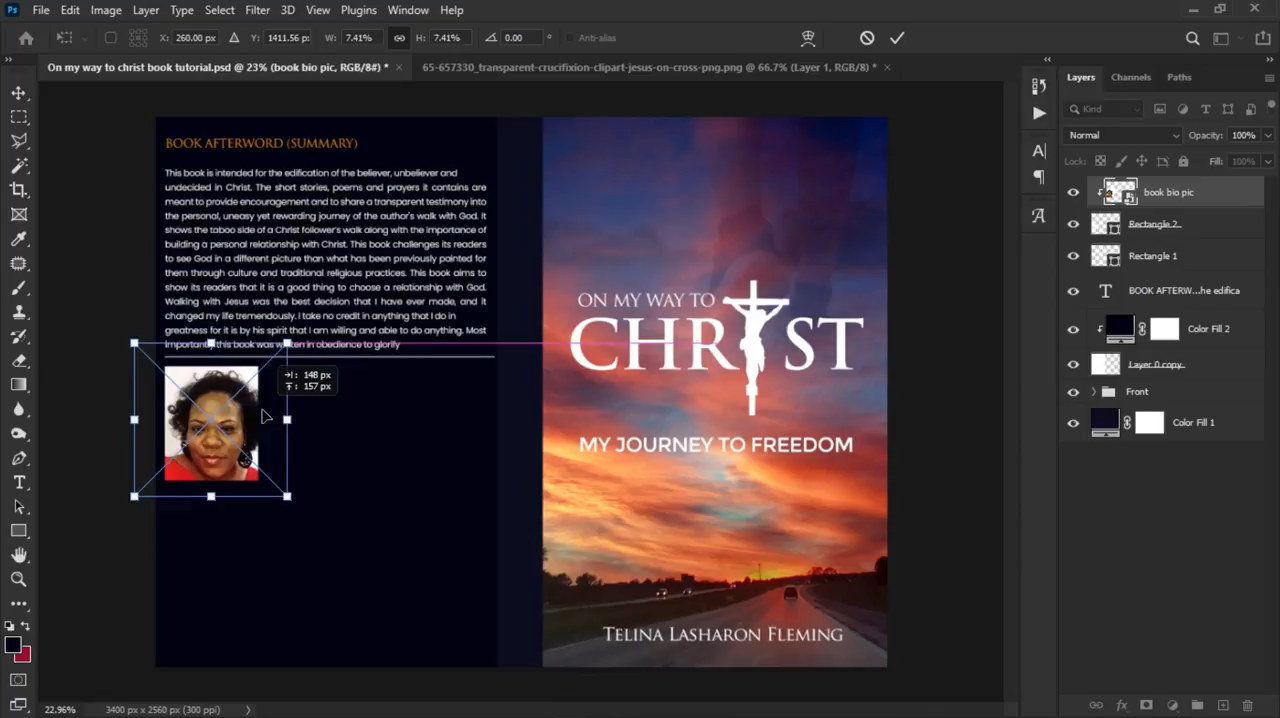 Ps File Edit Image Layer Type Select Filter 3D View Plugins Window Help
X: 260.00 px Y: 1411.56 p: W: 7.41% H: 7.41% 0.00 ° Anti-alias
On my way to christ book tutorial.psd @ 23% (book bio pic, RGB/8#) * × 65-657330_transparent-crucifixion-clipart-jesus-on-cross-png.png @ 66.7% (Layer 1, RGB/8) * ×
BOOK AFTERWORD (SUMMARY)
This book is intended for the edification of the believer, unbeliever and
undecided in Christ. The short stories, poems and prayers it contains are
meant to provide encouragement and to share a transparent testimony into
the personal, uneasy yet rewarding journey of the author's walk with God. It
shows the taboo side of a Christ follower's walk along with the importance of
building a personal relationship with Christ. This book challenges its readers
to see God in a different picture than what has been previously painted for
them through culture and traditional religious practices. This book aims to
show its readers that it is a good thing to choose a relationship with God.
Walking with Jesus was the best decision that I have ever made, and it
changed my life tremendously. I take no credit in anything that I do in
greatness for it is by his spirit that I am willing and able to do anything. Most
this book was written in obedience to glorify
148 px
157 px
ON MY WAY TO
CHR ST
MY JOURNEY TO FREEDOM
TELINA LASHARON FLEMING
Layers Channels Paths
Kind
Normal Opacity: 100%
Lock: Fill: 100%
book bio pic
Rectangle 2
Rectangle 1
BOOK AFTERW...he edifica
Color Fill 2
Layer 0 copy
Front
Color Fill 1
22.96% 3400 px x 2560 px (300 ppi)